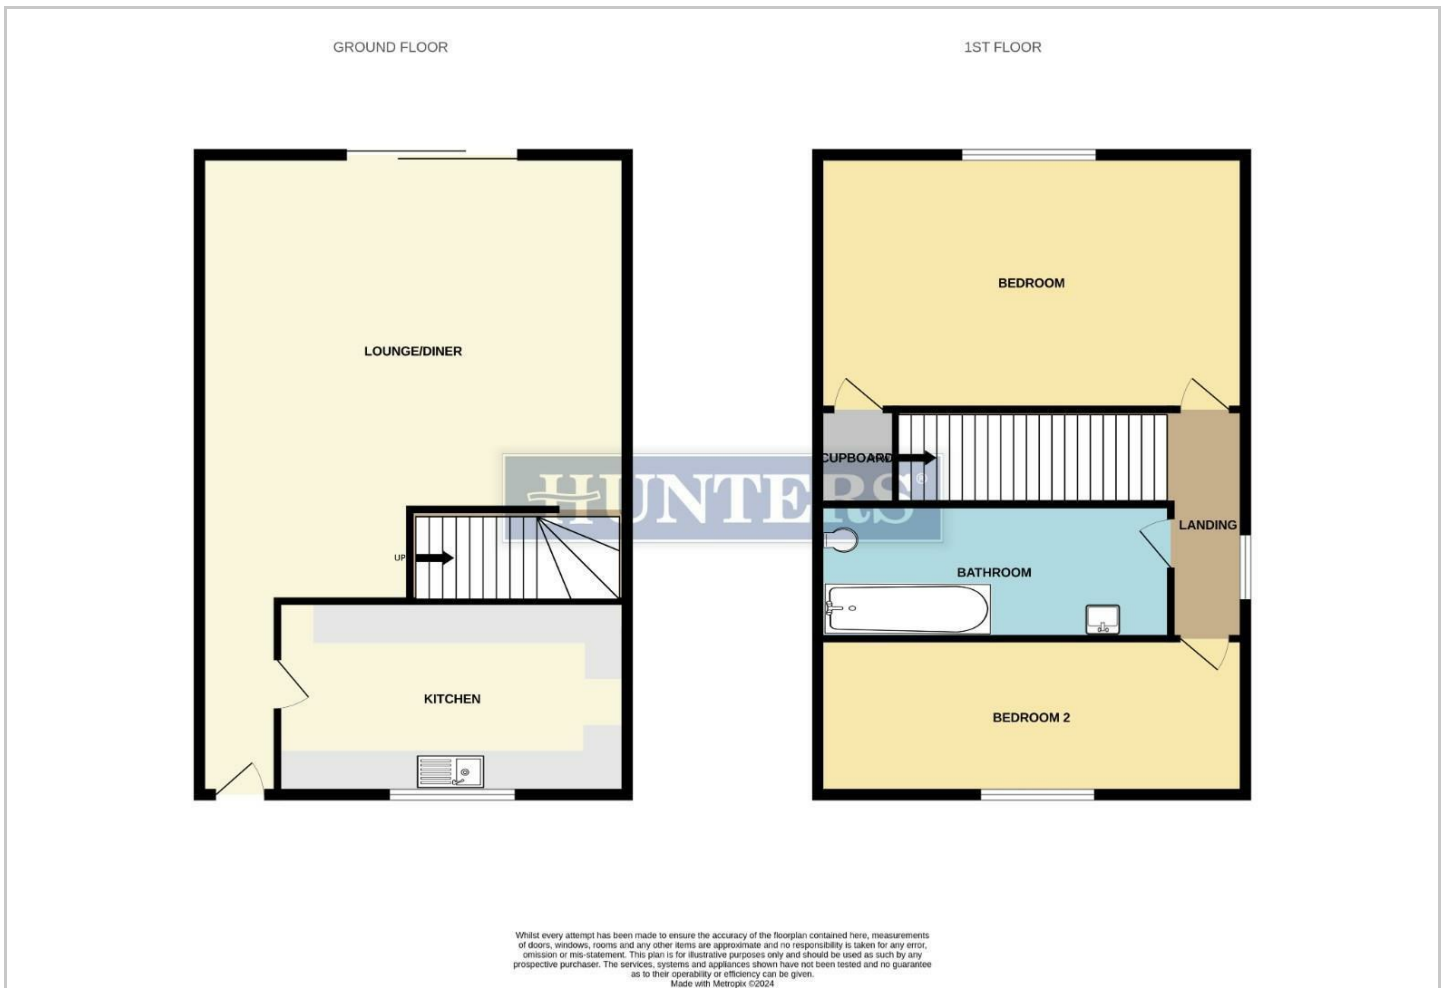 GROUND FLOOR
1ST FLOOR
LOUNGE/DINER
UP
KITCHEN
BEDROOM
CUPBOARD
LANDING
BATHROOM
BEDROOM 2
HUNTERS®
Whilst every attempt has been made to ensure the accuracy of the floorplan contained here, measurements
of doors, windows, rooms and any other items are approximate and no responsibility is taken for any error,
omission or mis-statement. This plan is for illustrative purposes only and should be used as such by any
prospective purchaser. The services, systems and appliances shown have not been tested and no guarantee
as to their operability or efficiency can be given.
Made with Metropix ©2024